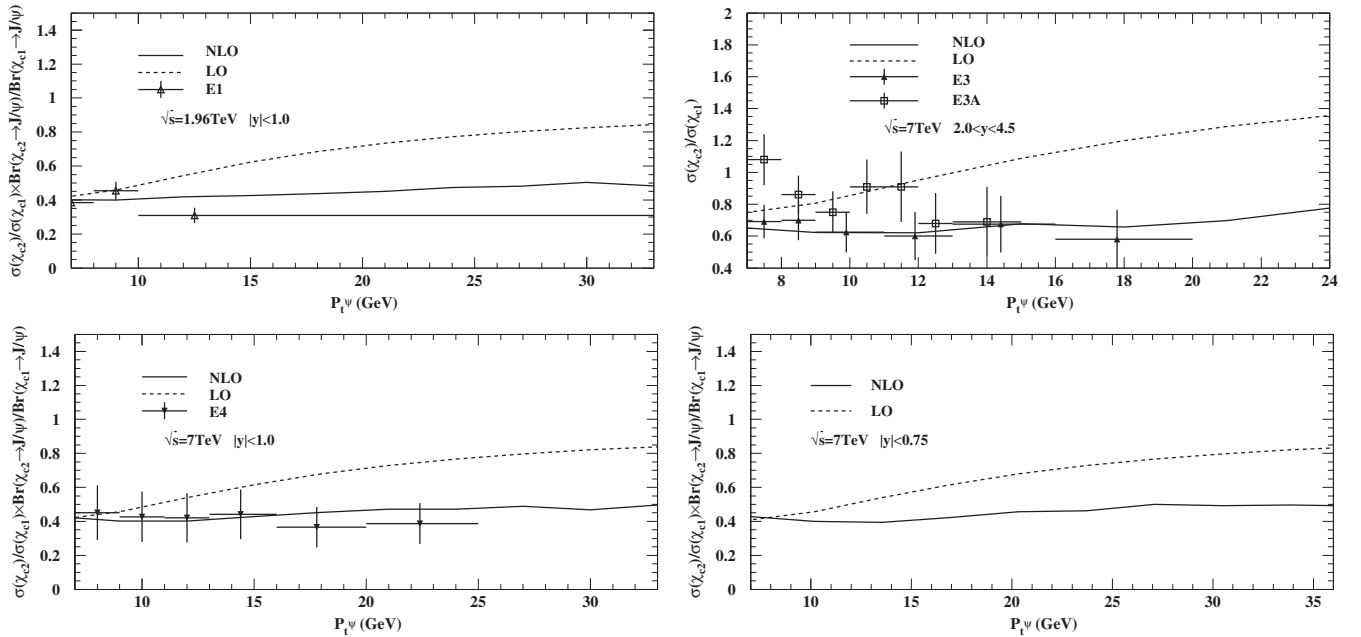 σ(χc2)/σ(χc1)×Br(χc2→J/ψ)/Br(χc1→J/ψ)
1.4
1.2
1
0.8
0.6
0.4
0.2
0
NLO
LO
E1
√s=1.96TeV |y|<1.0
10 15 20 25 30
Ptψ (GeV)
σ(χc2)/σ(χc1)
2
1.8
1.6
1.4
1.2
1
0.8
0.6
0.4
NLO
LO
E3
E3A
√s=7TeV 2.0<y<4.5
8 10 12 14 16 18 20 22 24
Ptψ (GeV)
σ(χc2)/σ(χc1)×Br(χc2→J/ψ)/Br(χc1→J/ψ)
1.4
1.2
1
0.8
0.6
0.4
0.2
0
NLO
LO
E4
√s=7TeV |y|<1.0
10 15 20 25 30
Ptψ (GeV)
σ(χc2)/σ(χc1)×Br(χc2→J/ψ)/Br(χc1→J/ψ)
1.4
1.2
1
0.8
0.6
0.4
0.2
0
NLO
LO
√s=7TeV |y|<0.75
10 15 20 25 30 35
Ptψ (GeV)